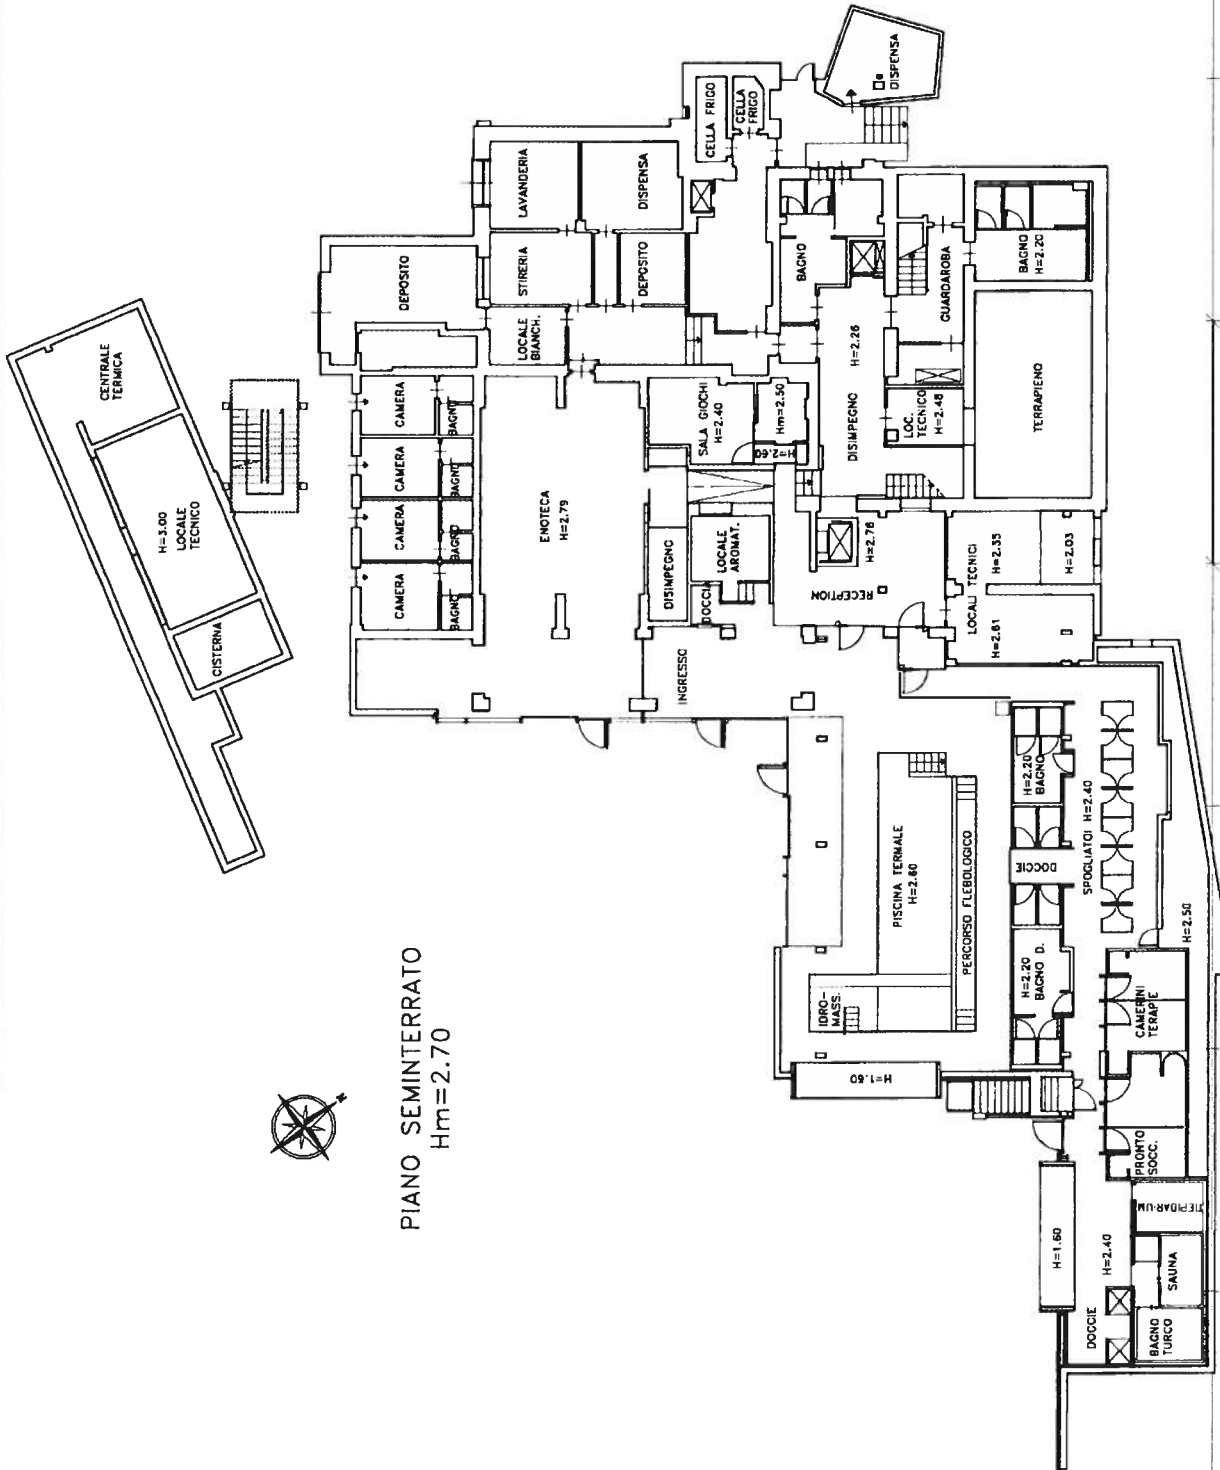 CENTRALE
TERMICA
H=3.00
LOCALE
TECNICO
CISTERNA
DEPOSITO
LAVANDERIA
STIRERIA
LOCALE
BIANCH.
DISPENSA
DEPOSITO
CELLA FRIGO
CELLA
FRIGO
DISPENSA
CAMERA
BAGNO
CAMERA
BAGNO
CAMERA
BAGNO
CAMERA
BAGNO
ENOTECA
H=2.79
SALA GIOCHI
H=2.40
Hm=2.50
H=2.60
BAGNO
H=2.26
DISIMPEGNO
GUARDAROBA
BAGNO
H=2.20
LOC.
TECNICO
H=2.48
TERRAPIENO
DISIMPEGNO
LOCALE
AROMAT.
DOCCIA
H=2.76
RECEPTION
LOCALI TECNICI
H=2.35
H=2.03
H=2.61
INGRESSO
PISCINA TERMALE
H=2.60
PERCORSO FLEBOLOGICO
IDRO-
MASS.
H=1.60
H=2.20
BAGNO
DOCCIE
SPOGLIATOI H=2.40
H=2.20
BAGNO D.
H=2.50
CAMERINI
TERAPIE
PRONTO
SOCC.
TIEPIDAR·UM
H=1.60
H=2.40
SAUNA
DOCCIE
BAGNO
TURCO
PIANO SEMINTERRATO
Hm=2.70
N